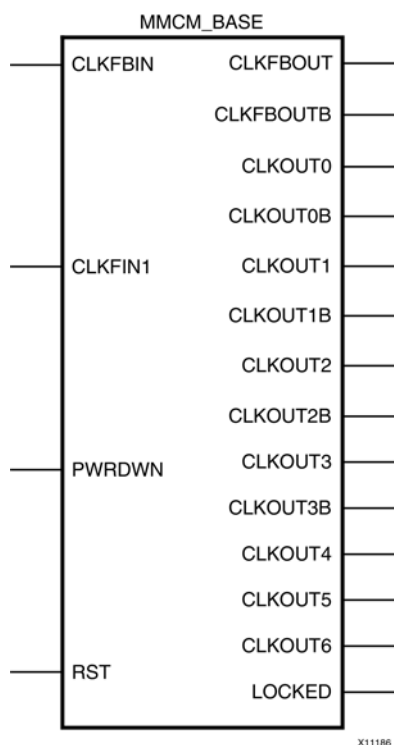 MMCM_BASE
CLKFBIN
CLKFBOUT
CLKFBOUTB
CLKOUT0
CLKOUT0B
CLKFIN1
CLKOUT1
CLKOUT1B
CLKOUT2
CLKOUT2B
PWRDWN
CLKOUT3
CLKOUT3B
CLKOUT4
CLKOUT5
CLKOUT6
RST
LOCKED
X11186